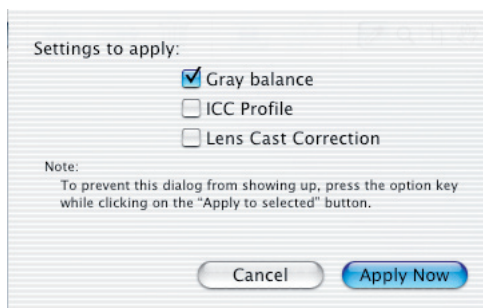 Settings to apply:
Gray balance
ICC Profile
Lens Cast Correction
Note:
To prevent this dialog from showing up, press the option key
while clicking on the “Apply to selected” button.
Cancel
Apply Now